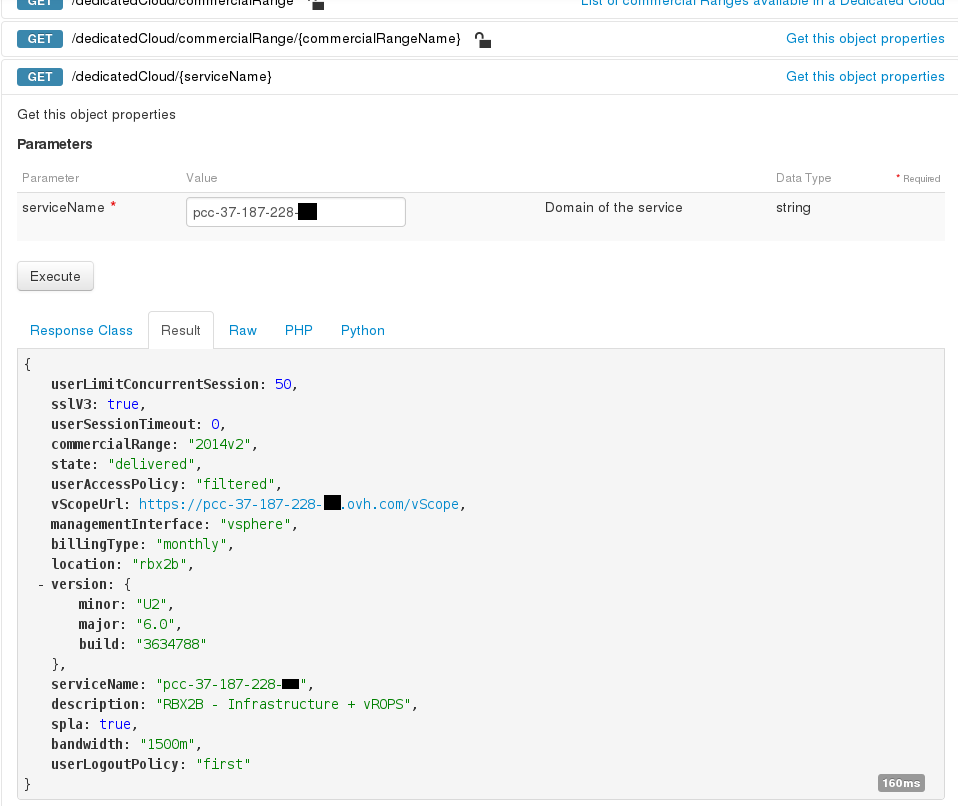 GET /dedicatedCloud/commercialRange List of commercial Ranges available in a Dedicated Cloud
GET /dedicatedCloud/commercialRange/{commercialRangeName} Get this object properties
GET /dedicatedCloud/{serviceName} Get this object properties
Get this object properties
Parameters
Parameter Value Data Type * Required
serviceName * pcc-37-187-228- Domain of the service string
Execute
Response Class Result Raw PHP Python
{
userLimitConcurrentSession: 50,
sslV3: true,
userSessionTimeout: 0,
commercialRange: "2014v2",
state: "delivered",
userAccessPolicy: "filtered",
vScopeUrl: https://pcc-37-187-228- .ovh.com/vScope,
managementInterface: "vsphere",
billingType: "monthly",
location: "rbx2b",
- version: {
minor: "U2",
major: "6.0",
build: "3634788"
},
serviceName: "pcc-37-187-228- ",
description: "RBX2B - Infrastructure + vROPS",
spla: true,
bandwidth: "1500m",
userLogoutPolicy: "first"
}
160ms